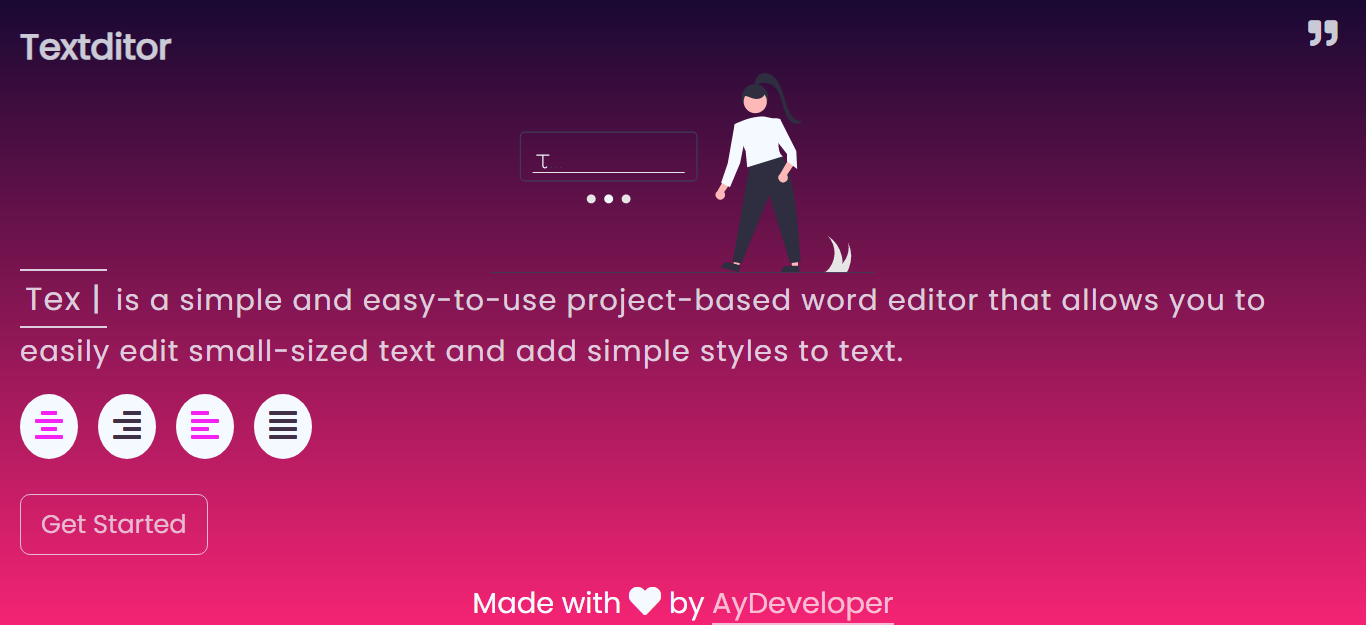 Textditor
T
Tex | is a simple and easy-to-use project-based word editor that allows you to
easily edit small-sized text and add simple styles to text.
Get Started
Made with ♥ by AyDeveloper